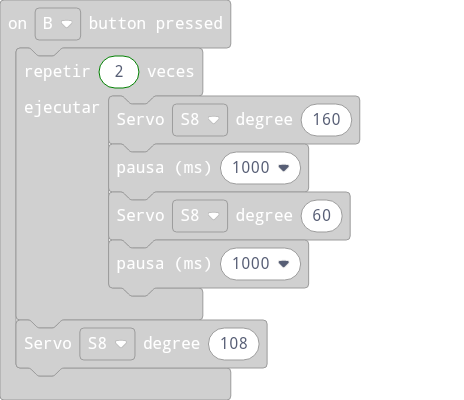 on B button pressed
repetir 2 veces
ejecutar
Servo S8 degree 160
pausa (ms) 1000
Servo S8 degree 60
pausa (ms) 1000
Servo S8 degree 108